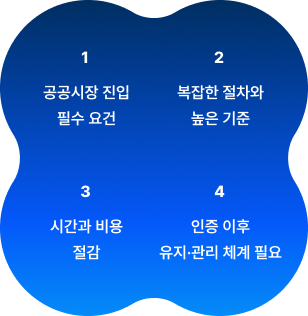 1
공공시장 진입
필수 요건
2
복잡한 절차와
높은 기준
3
시간과 비용
절감
4
인증 이후
유지·관리 체계 필요